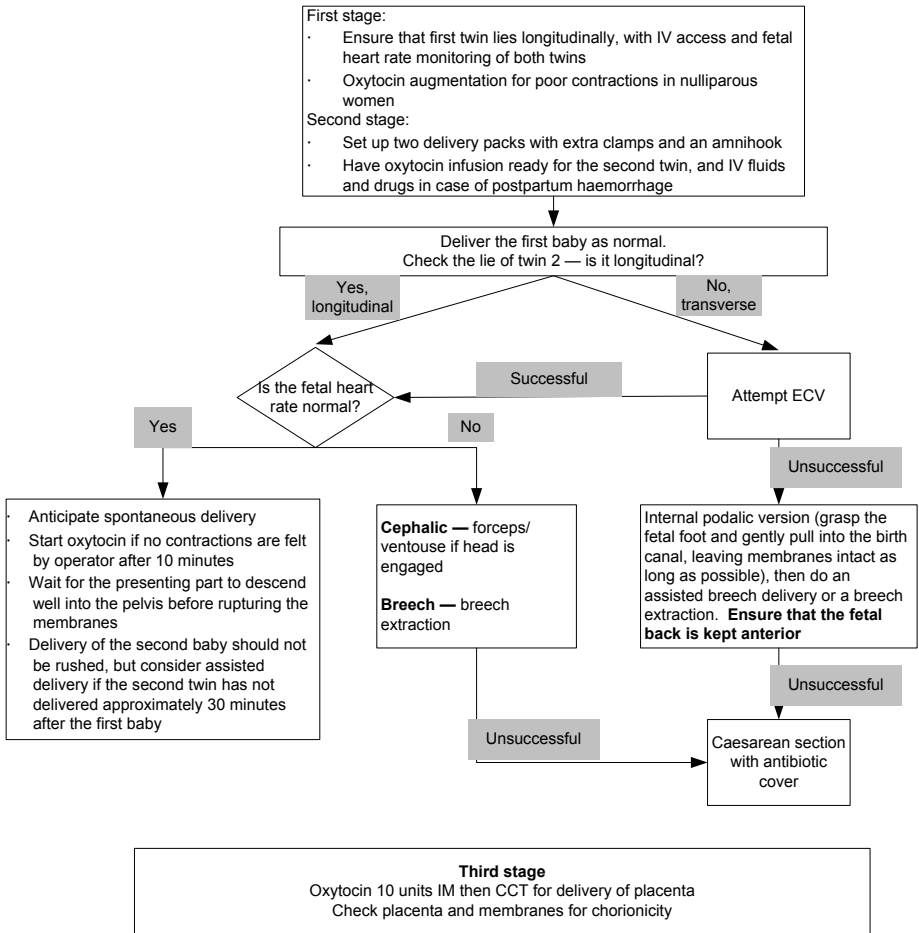 First stage:
· Ensure that first twin lies longitudinally, with IV access and fetal
heart rate monitoring of both twins
· Oxytocin augmentation for poor contractions in nulliparous
women
Second stage:
· Set up two delivery packs with extra clamps and an amnihook
· Have oxytocin infusion ready for the second twin, and IV fluids
and drugs in case of postpartum haemorrhage
Deliver the first baby as normal.
Check the lie of twin 2 — is it longitudinal?
Yes,
longitudinal
No,
transverse
Is the fetal heart
rate normal?
Successful
Attempt ECV
Yes
No
Unsuccessful
· Anticipate spontaneous delivery
· Start oxytocin if no contractions are felt
by operator after 10 minutes
· Wait for the presenting part to descend
well into the pelvis before rupturing the
membranes
· Delivery of the second baby should not
be rushed, but consider assisted
delivery if the second twin has not
delivered approximately 30 minutes
after the first baby
Cephalic — forceps/
ventouse if head is
engaged
Breech — breech
extraction
Internal podalic version (grasp the
fetal foot and gently pull into the birth
canal, leaving membranes intact as
long as possible), then do an
assisted breech delivery or a breech
extraction. Ensure that the fetal
back is kept anterior
Unsuccessful
Unsuccessful
Caesarean section
with antibiotic
cover
Third stage
Oxytocin 10 units IM then CCT for delivery of placenta
Check placenta and membranes for chorionicity